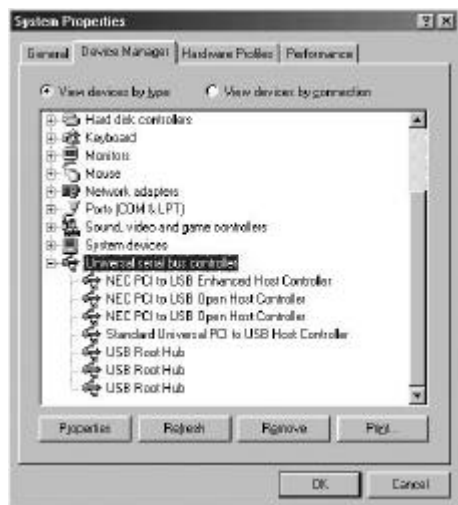 System Properties
General Device Manager Hardware Profiles Performance
View devices by type View devices by connection
Hard disk controllers
Keyboard
Monitors
Mouse
Network adapters
Ports (COM & LPT)
Sound, video and game controllers
System devices
Universal serial bus controller
NEC PCI to USB Enhanced Host Controller
NEC PCI to USB Open Host Controller
NEC PCI to USB Open Host Controller
Standard Universal PCI to USB Host Controller
USB Root Hub
USB Root Hub
USB Root Hub
Properties Refresh Remove Print...
OK Cancel